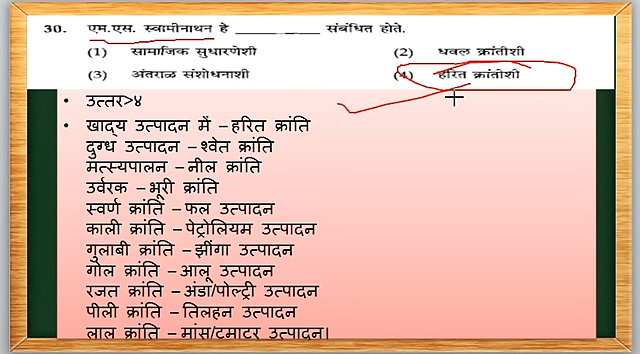 30. एम.एस. स्वामीनाथन हे __________ संबंधित होते.
(1) सामाजिक सुधारणेशी (2) धवल क्रांतीशी
(3) अंतराळ संशोधनाशी (4) हरित क्रांतीशी
• उत्तर>४
• खाद्य उत्पादन में –हरित क्रांति
दुग्ध उत्पादन –श्वेत क्रांति
मत्स्यपालन –नील क्रांति
उर्वरक –भूरी क्रांति
स्वर्ण क्रांति –फल उत्पादन
काली क्रांति –पेट्रोलियम उत्पादन
गुलाबी क्रांति –झींगा उत्पादन
गोल क्रांति –आलू उत्पादन
रजत क्रांति –अंडा/पोल्ट्री उत्पादन
पीली क्रांति –तिलहन उत्पादन
लाल क्रांति –मांस/टमाटर उत्पादन।